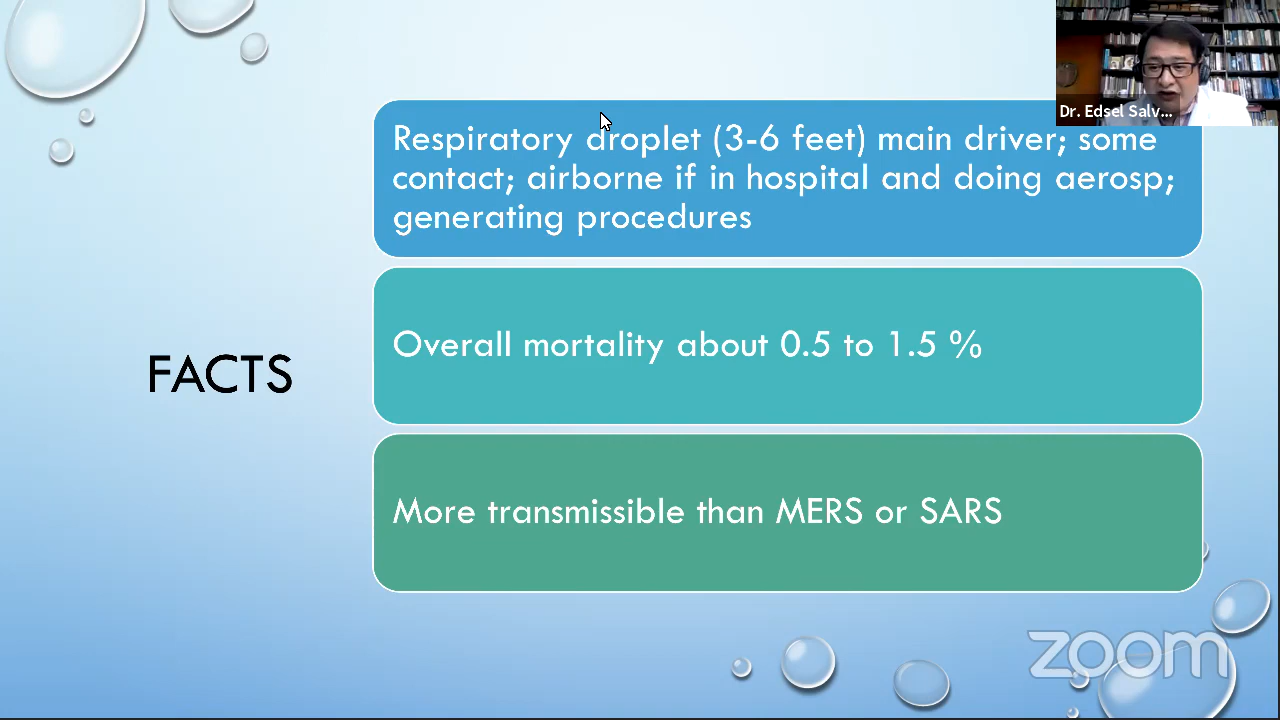 Dr. Edsel Salv...
Respiratory droplet (3-6 feet) main driver; some
contact; airborne if in hospital and doing aerosp;
generating procedures
FACTS
Overall mortality about 0.5 to 1.5 %
More transmissible than MERS or SARS
zoom